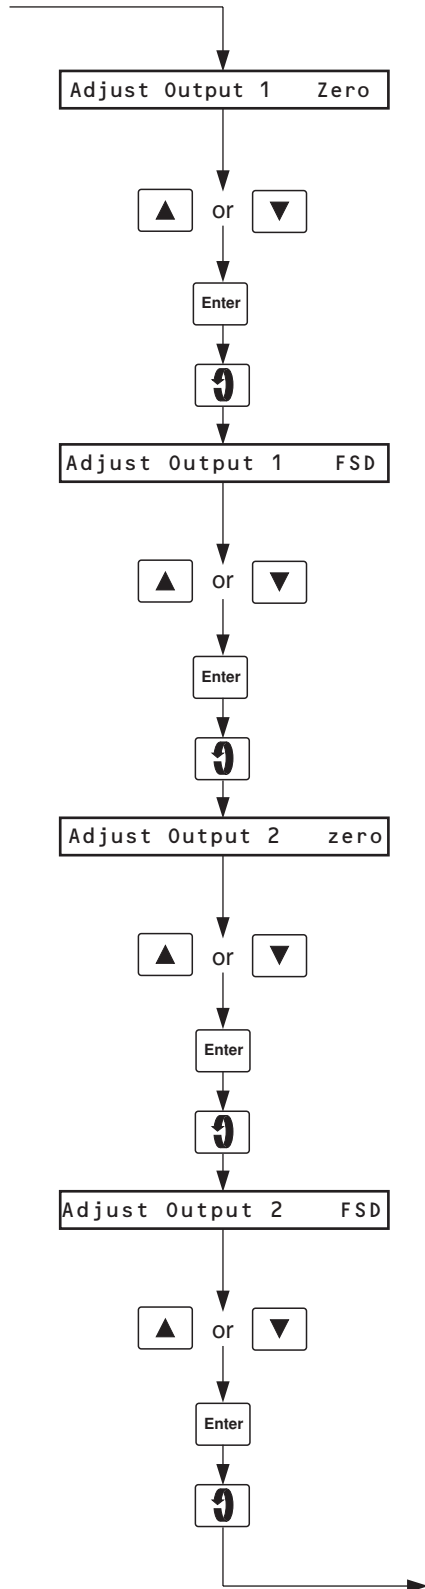 Adjust Output 1 Zero
or
Enter
Adjust Output 1 FSD
or
Enter
Adjust Output 2 zero
or
Enter
Adjust Output 2 FSD
or
Enter